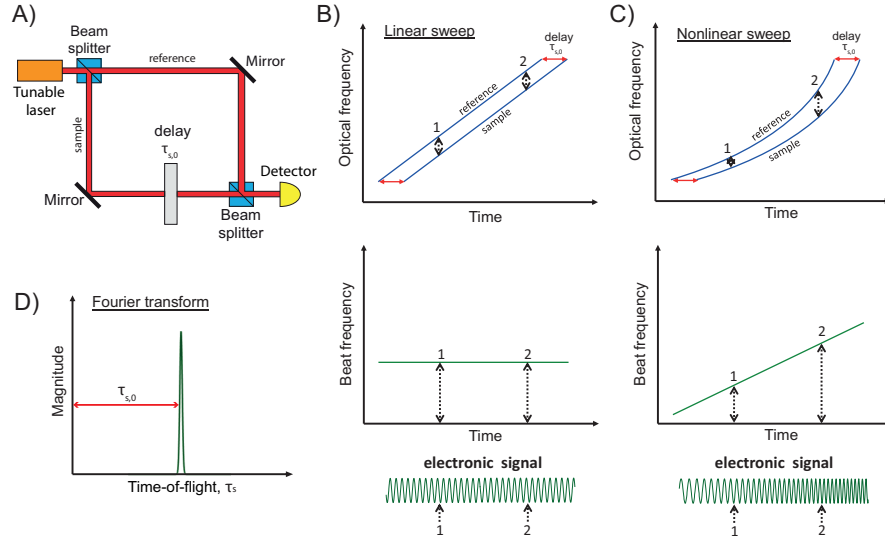 A)
Beam
splitter
reference
Mirror
Tunable
laser
sample
delay
τs,0
Detector
Mirror
Beam
splitter
B)
Linear sweep
delay
τs,0
Optical frequency
1
2
reference
sample
Time
Beat frequency
1
2
Time
electronic signal
1
2
C)
Nonlinear sweep
delay
τs,0
Optical frequency
1
2
reference
sample
Time
Beat frequency
1
2
Time
electronic signal
1
2
D)
Fourier transform
Magnitude
τs,0
Time-of-flight, τs